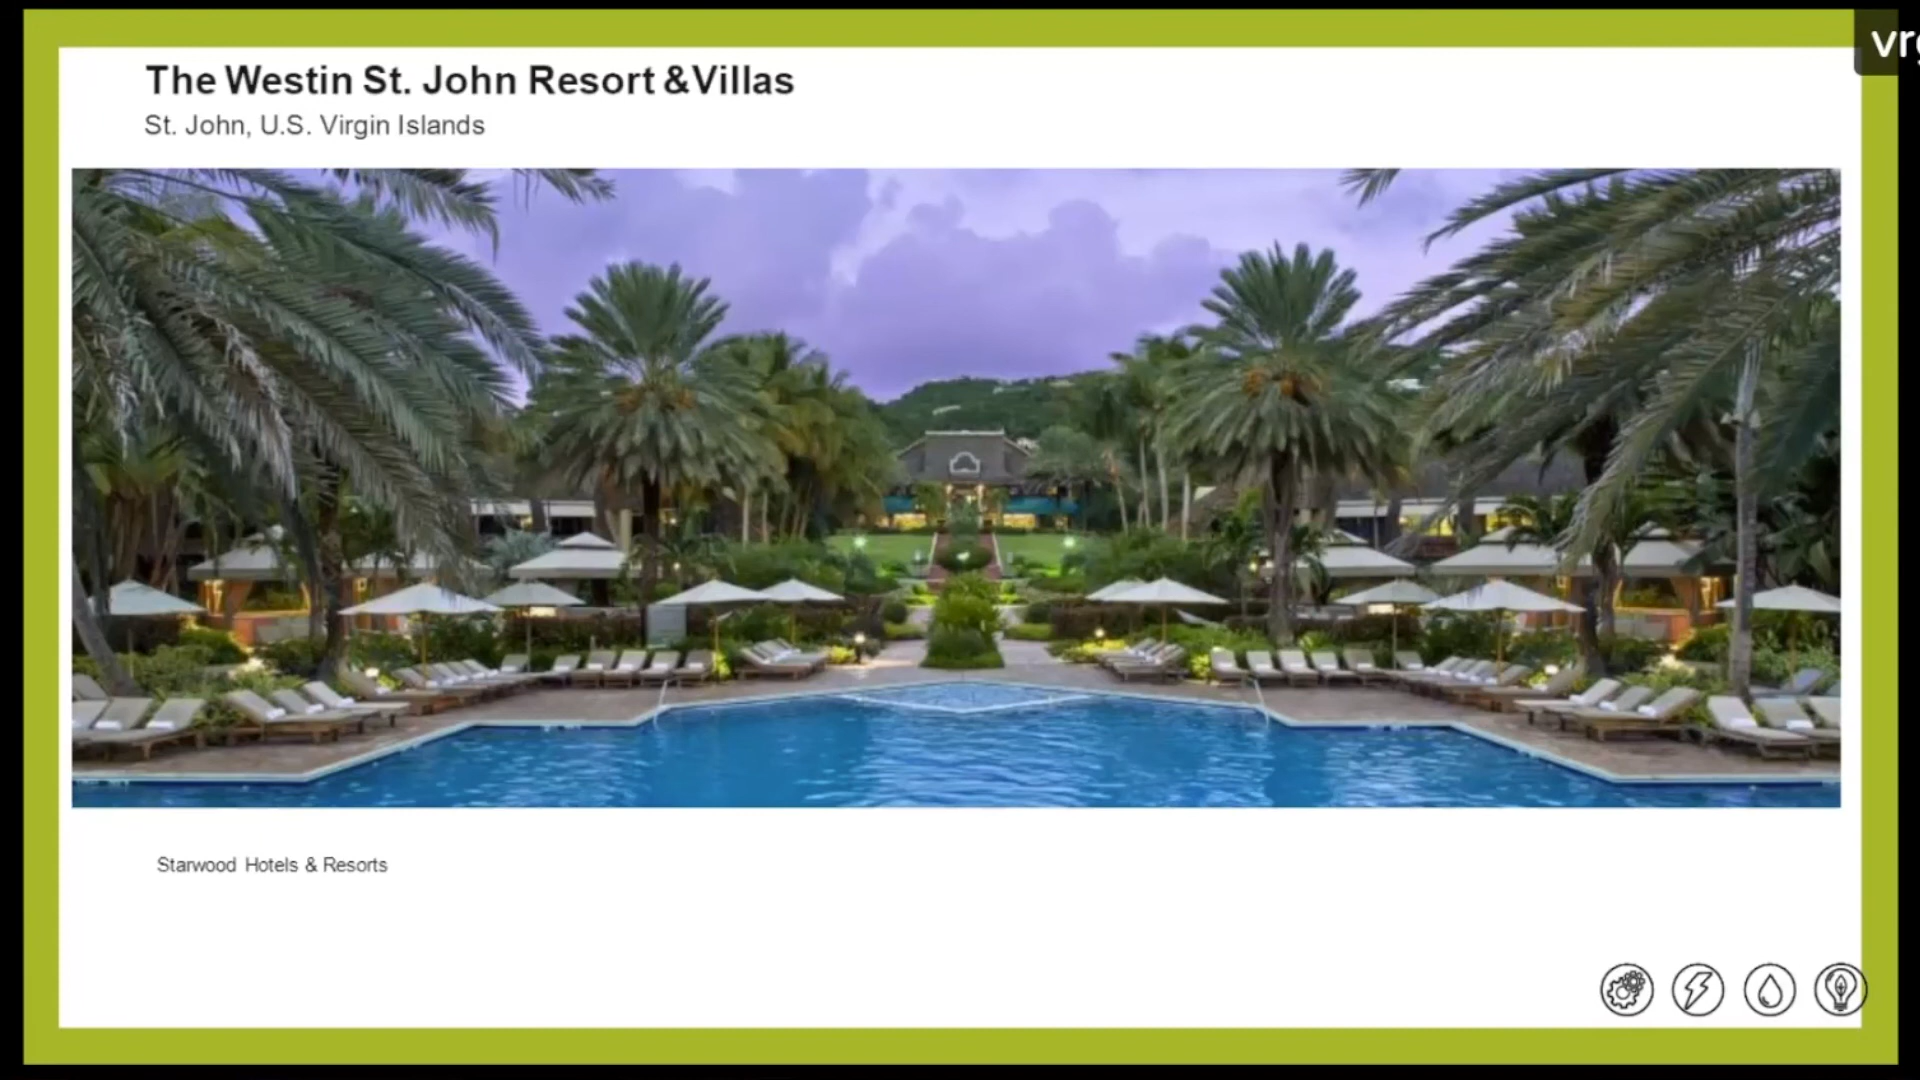 The Westin St. John Resort &Villas
St. John, U.S. Virgin Islands
Starwood Hotels & Resorts